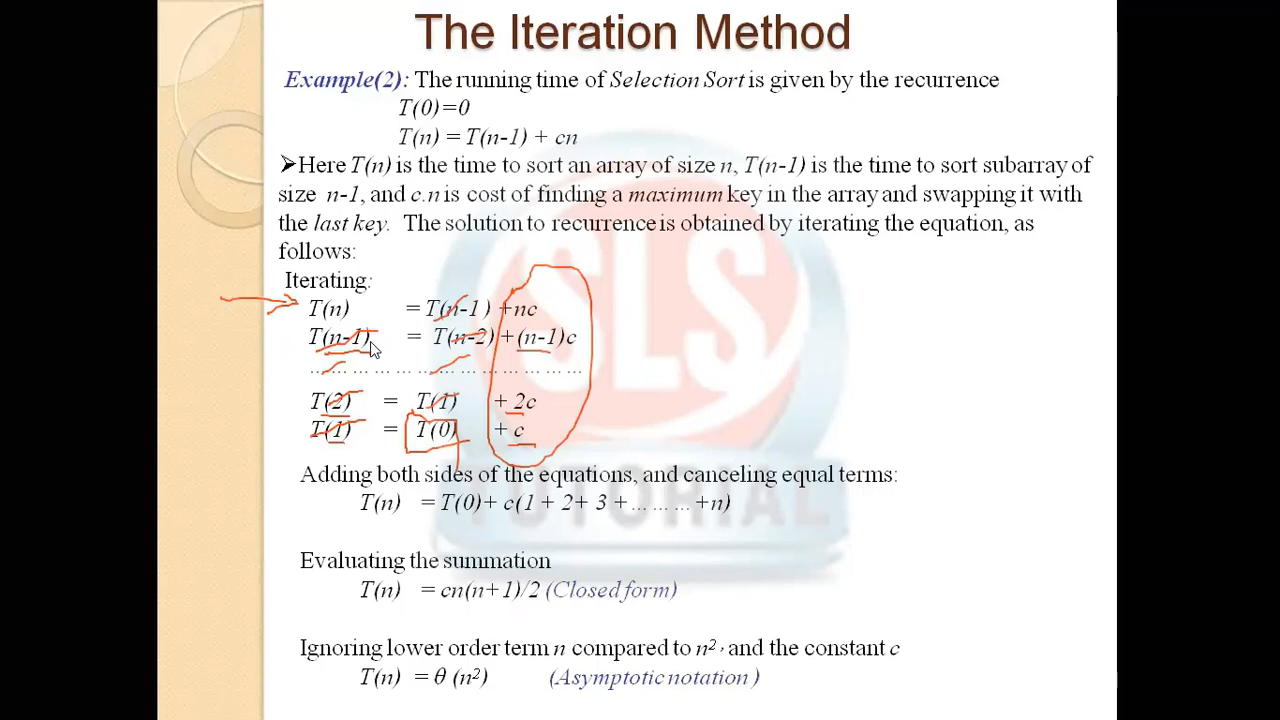 The Iteration Method
Example(2): The running time of Selection Sort is given by the recurrence
T(0)=0
T(n) = T(n-1) + cn
➢Here T(n) is the time to sort an array of size n, T(n-1) is the time to sort subarray of
size n-1, and c.n is cost of finding a maximum key in the array and swapping it with
the last key. The solution to recurrence is obtained by iterating the equation, as
follows:
Iterating:
T(n) = T(n-1 ) +nc
T(n-1) = T(n-2) +(n-1)c
... ... ... ... ... ... ... ... ... ... ... ... ...
T(2) = T(1) + 2c
T(1) = T(0) + c
Adding both sides of the equations, and canceling equal terms:
T(n) = T(0)+ c(1 + 2+ 3 +... ... ... +n)
Evaluating the summation
T(n) = cn(n+1)/2 (Closed form)
Ignoring lower order term n compared to n², and the constant c
T(n) = θ (n²) (Asymptotic notation )
SLS
TUTORIAL